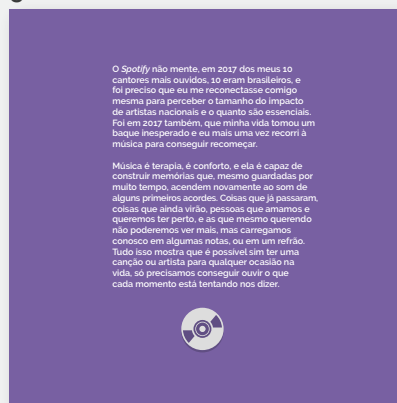 O Spotify não mente, em 2017 dos meus 10
cantores mais ouvidos, 10 eram brasileiros, e
foi preciso que eu me reconectasse comigo
mesma para perceber o tamanho do impacto
de artistas nacionais e o quanto são essenciais.
Foi em 2017 também, que minha vida tomou um
baque inesperado e eu mais uma vez recorri à
música para conseguir recomeçar.
Música é terapia, é conforto, e ela é capaz de
construir memórias que, mesmo guardadas por
muito tempo, acendem novamente ao som de
alguns primeiros acordes. Coisas que já passaram,
coisas que ainda virão, pessoas que amamos e
queremos ter perto, e as que mesmo querendo
não poderemos ver mais, mas carregamos
conosco em algumas notas, ou em um refrão.
Tudo isso mostra que é possível sim ter uma
canção ou artista para qualquer ocasião na
vida, só precisamos conseguir ouvir o que
cada momento está tentando nos dizer.